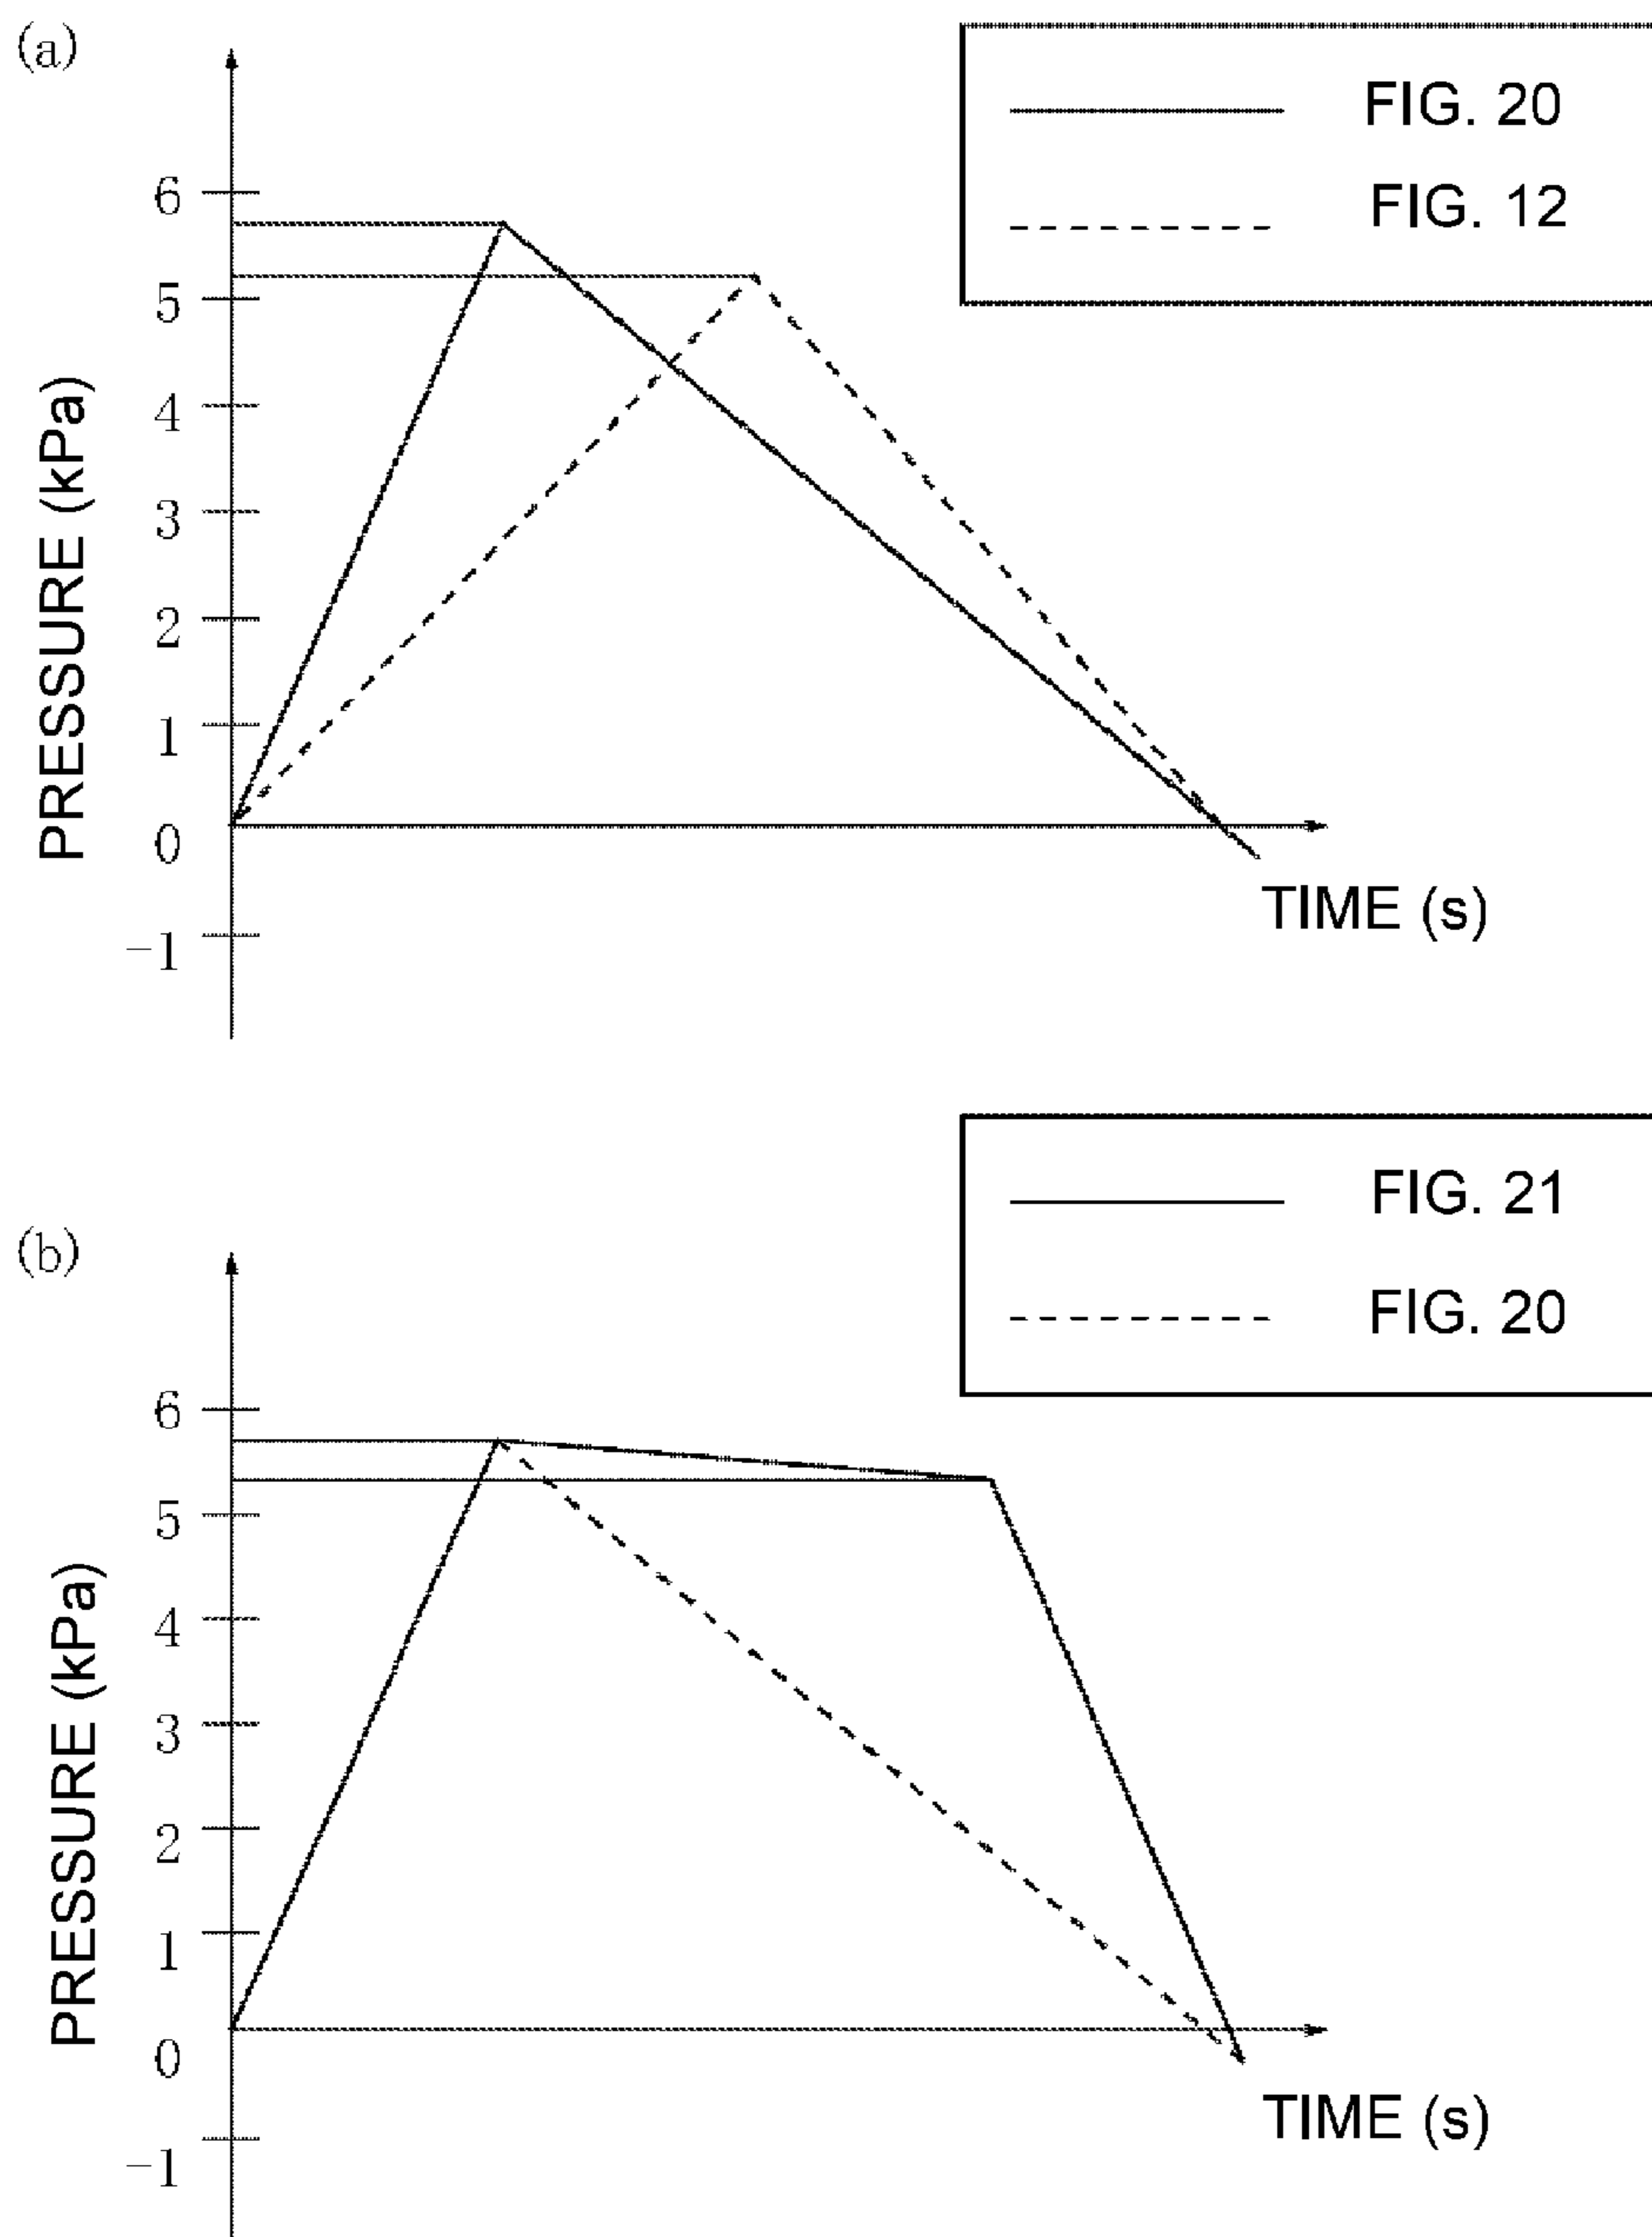 (a)
FIG. 20
FIG. 12
PRESSURE (kPa)
6
5
4
3
2
1
0
−1
TIME (s)
(b)
FIG. 21
FIG. 20
PRESSURE (kPa)
6
5
4
3
2
1
0
−1
TIME (s)